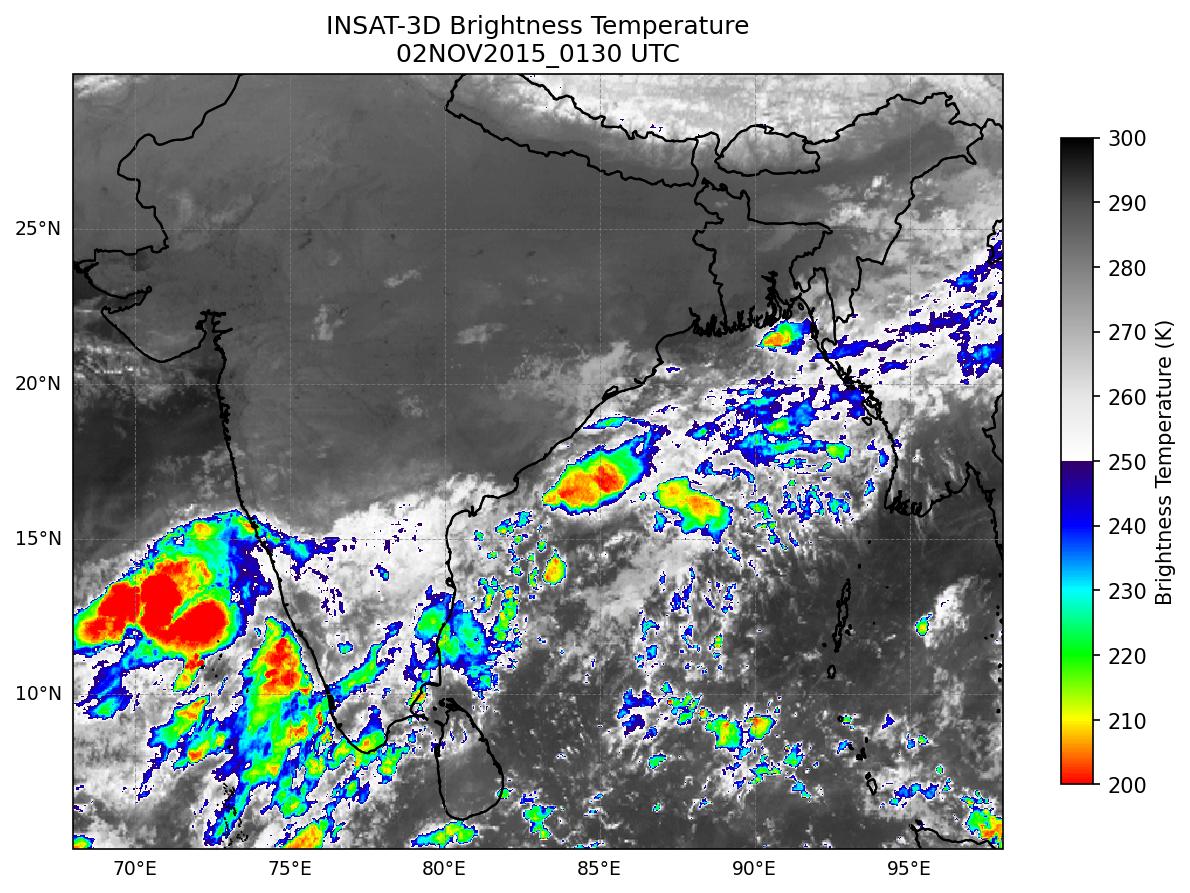 INSAT-3D Brightness Temperature
02NOV2015_0130 UTC
25°N
20°N
15°N
10°N
70°E
75°E
80°E
85°E
90°E
95°E
300
290
280
270
260
250
240
230
220
210
200
Brightness Temperature (K)